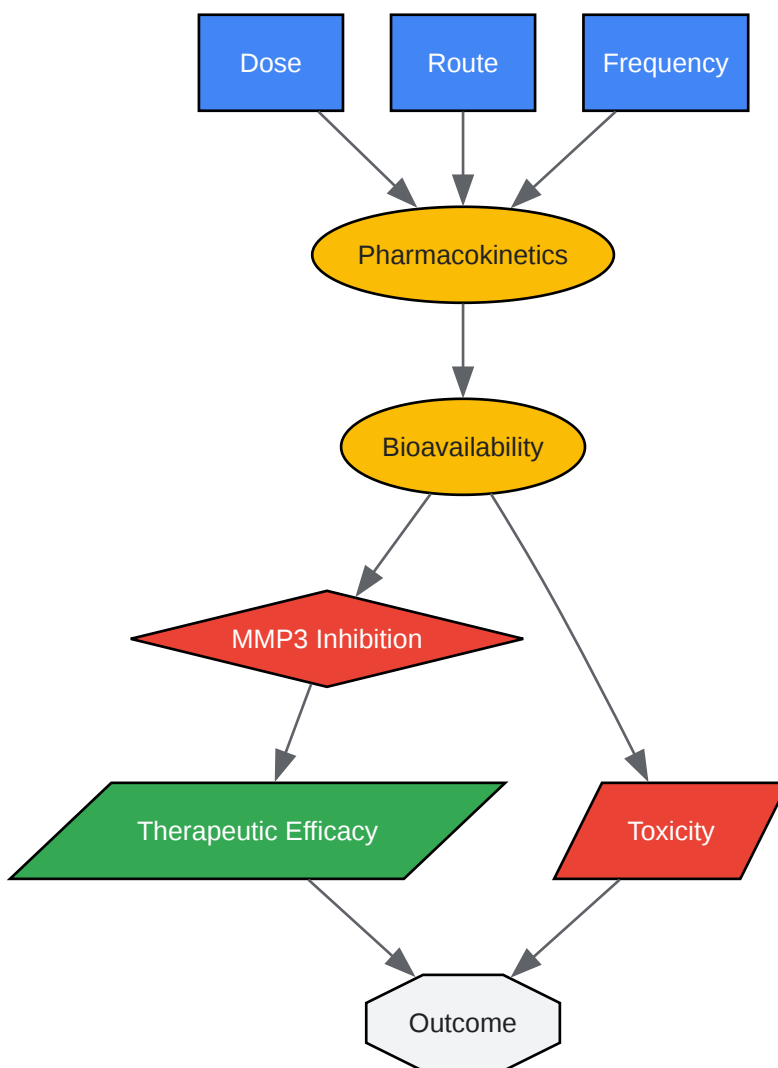 Dose
Route
Frequency
Pharmacokinetics
Bioavailability
MMP3 Inhibition
Therapeutic Efficacy
Toxicity
Outcome